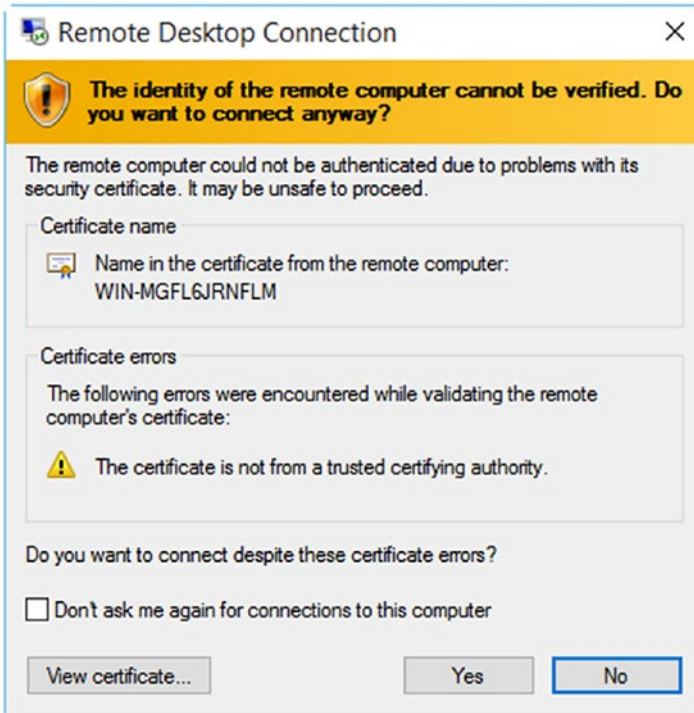 Remote Desktop Connection
The identity of the remote computer cannot be verified. Do
you want to connect anyway?
The remote computer could not be authenticated due to problems with its
security certificate. It may be unsafe to proceed.
Certificate name
Name in the certificate from the remote computer:
WIN-MGFL6JRNFLM
Certificate errors
The following errors were encountered while validating the remote
computer's certificate:
The certificate is not from a trusted certifying authority.
Do you want to connect despite these certificate errors?
Don't ask me again for connections to this computer
View certificate...
Yes
No